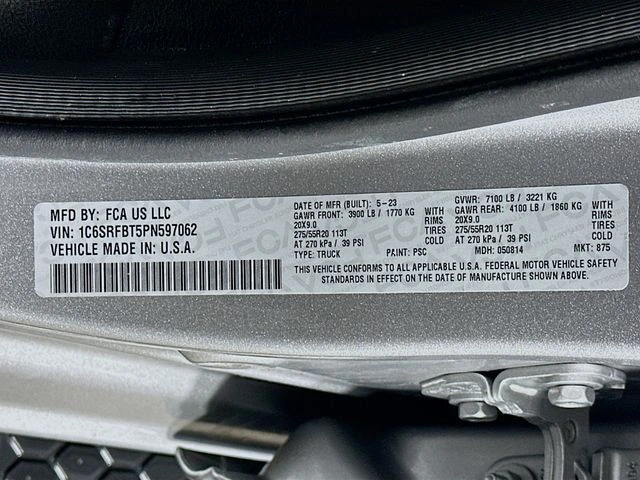 MFD BY: FCA US LLC
VIN: 1C6SRFBT5PN597062
VEHICLE MADE IN: U.S.A.
DATE OF MFR (BUILT): 5-23 GVWR: 7100 LB / 3221 KG
GAWR FRONT: 3900 LB / 1770 KG WITH GAWR REAR: 4100 LB / 1860 KG WITH
20X9.0 RIMS 20X9.0 RIMS
275/55R20 113T TIRES 275/55R20 113T TIRES
AT 270 kPa / 39 PSI COLD AT 270 kPa / 39 PSI COLD
TYPE: TRUCK PAINT: PSC MDH: 050814 MKT: 875
THIS VEHICLE CONFORMS TO ALL APPLICABLE U.S.A. FEDERAL MOTOR VEHICLE SAFETY
STANDARDS IN EFFECT ON THE DATE OF MANUFACTURE SHOWN ABOVE.